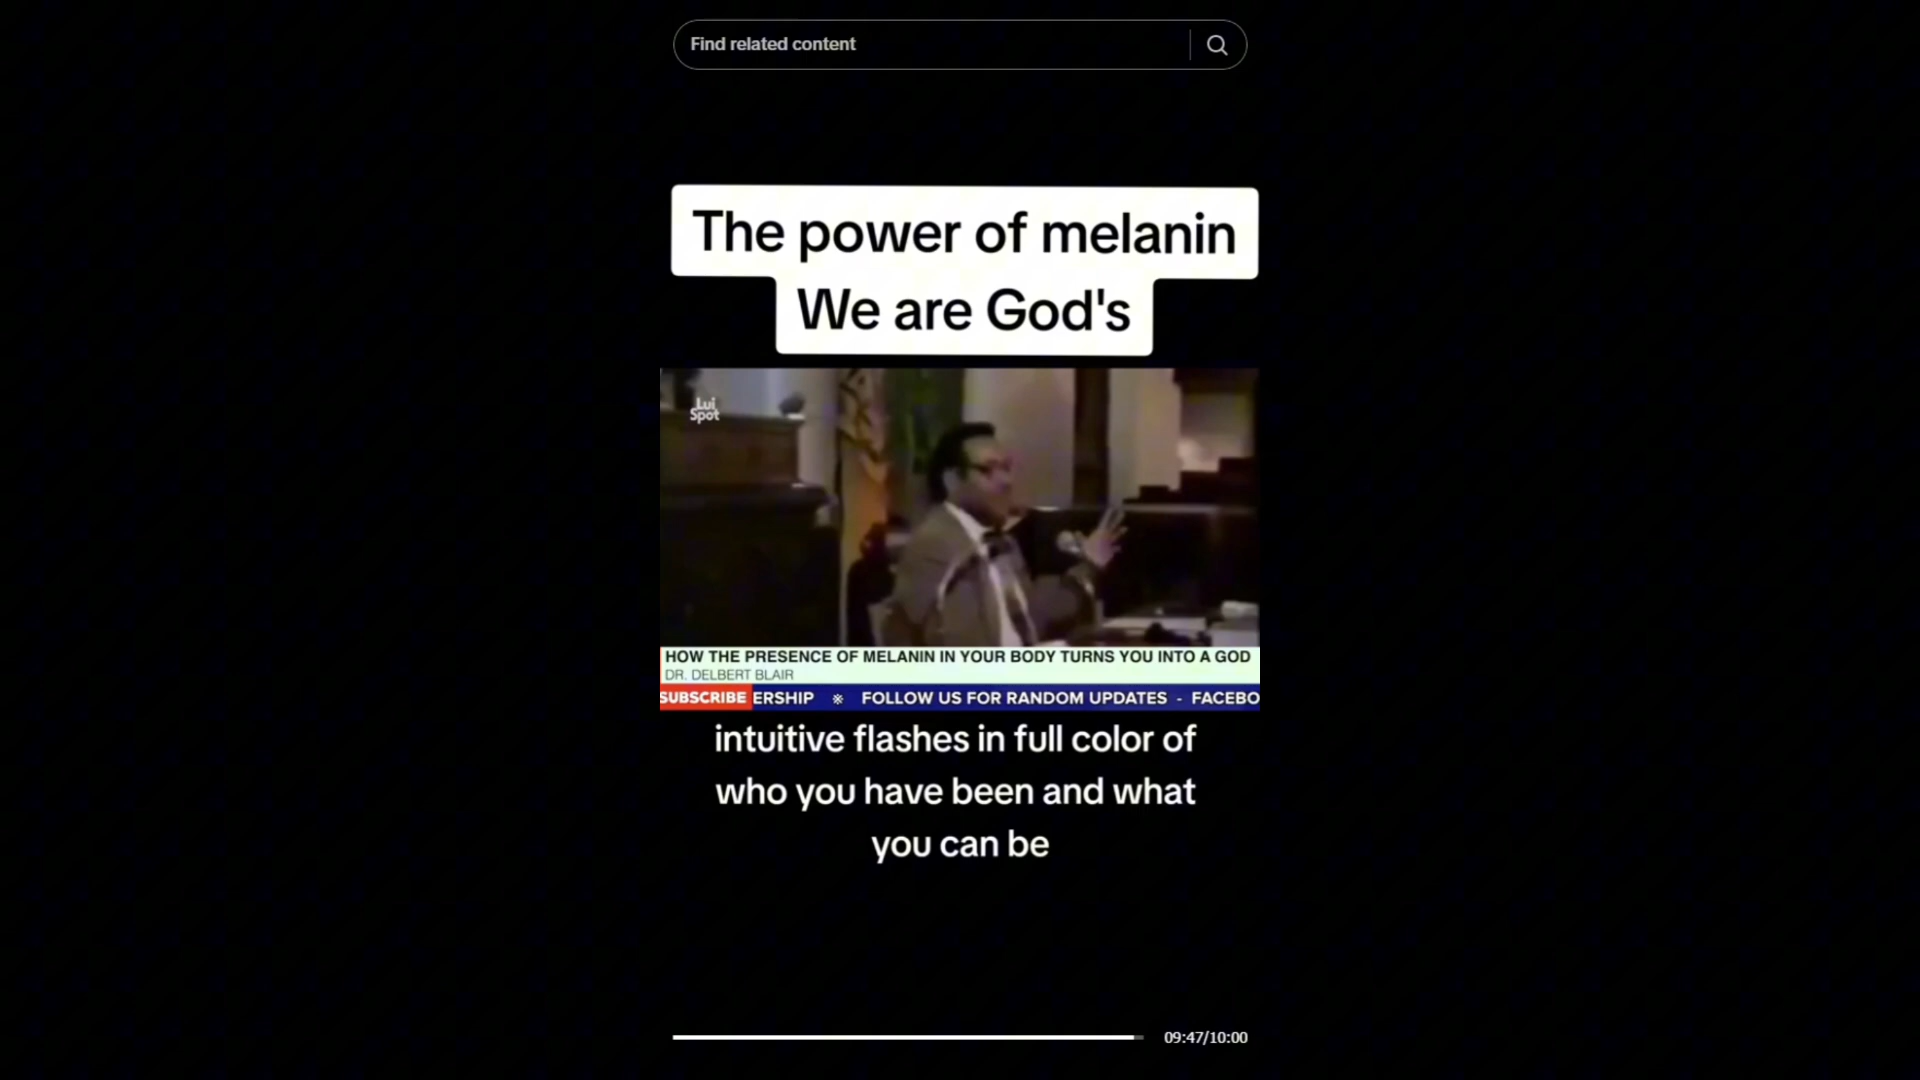 Find related content
The power of melanin
We are God's
Lui
Spot
HOW THE PRESENCE OF MELANIN IN YOUR BODY TURNS YOU INTO A GOD
DR. DELBERT BLAIR
SUBSCRIBE ERSHIP ※ FOLLOW US FOR RANDOM UPDATES - FACEBO
intuitive flashes in full color of
who you have been and what
you can be
09:47/10:00